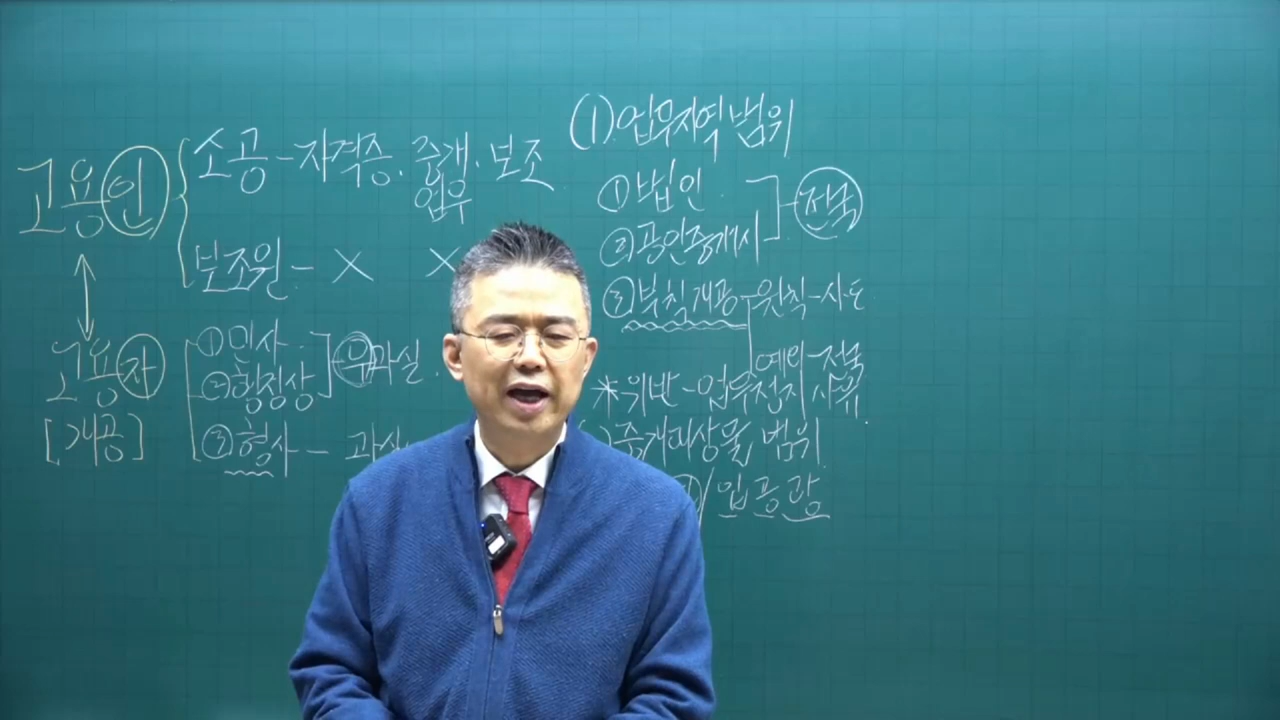 고용인
소공-자격증. 중개. 보조
업무
보조원 - × ×
고용자
[개공]
① 민사
② 행정상
무과실
③ 형사 -
(1) 업무지역 범위
① 법인
② 공인중개사
전국
③ 부칙개공 원칙-시·도
예외-전국
* 위반-업무정지 사유
중개대상물 범위
입 공 광